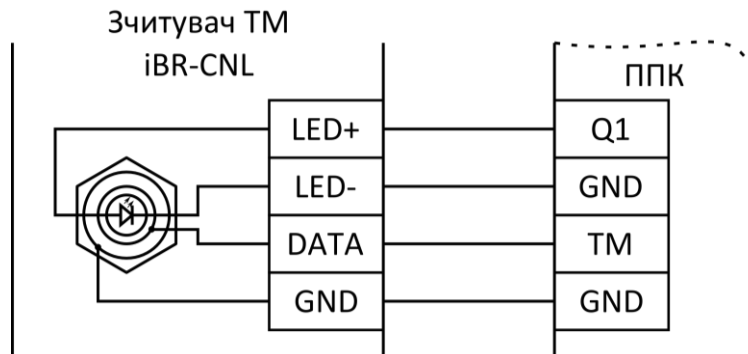 Зчитувач ТМ
iBR-CNL
ППК
LED+
Q1
LED-
GND
DATA
TM
GND
GND